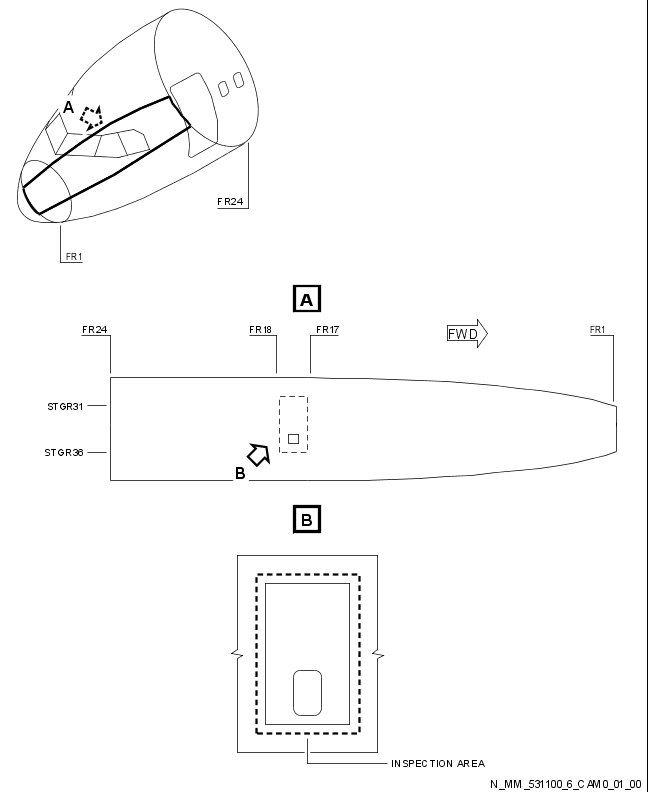 A
FR24
FR1
A
FR24
FR18
FR17
FWD
FR1
STGR31
STGR36
B
B
INSPECTION AREA
N_MM_531100_6_CAM0_01_00